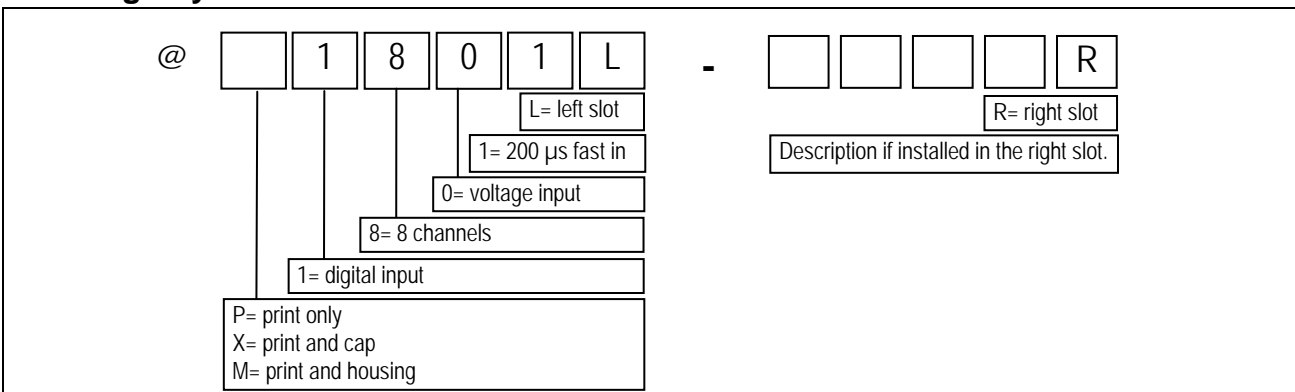 @ 1 8 0 1 L - R
L= left slot
R= right slot
1= 200 µs fast in
Description if installed in the right slot.
0= voltage input
8= 8 channels
1= digital input
P= print only
X= print and cap
M= print and housing